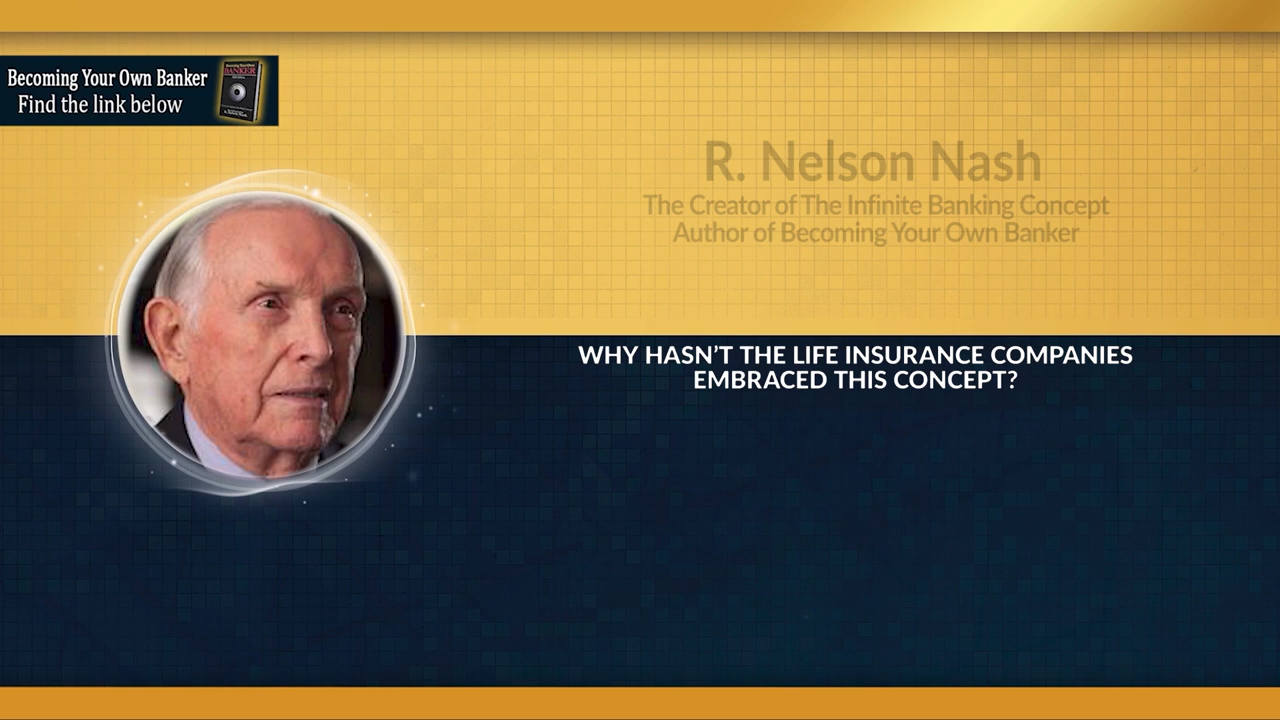 Becoming Your Own Banker
Find the link below
BANKER
R. Nelson Nash
The Creator of The Infinite Banking Concept
Author of Becoming Your Own Banker
WHY HASN'T THE LIFE INSURANCE COMPANIES
EMBRACED THIS CONCEPT?